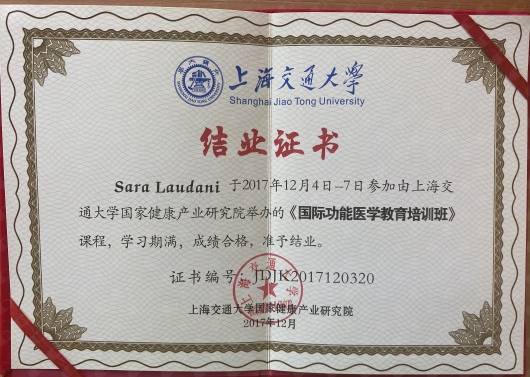 上海交通大学
Shanghai Jiao Tong University
结业证书
Sara Laudani 于2017年12月4日-7日参加由上海交
通大学国家健康产业研究院举办的《国际功能医学教育培训班》
课程，学习期满，成绩合格，准予结业。
证书编号：JDJK2017120320
上海交通大学国家健康产业研究院
2017年12月